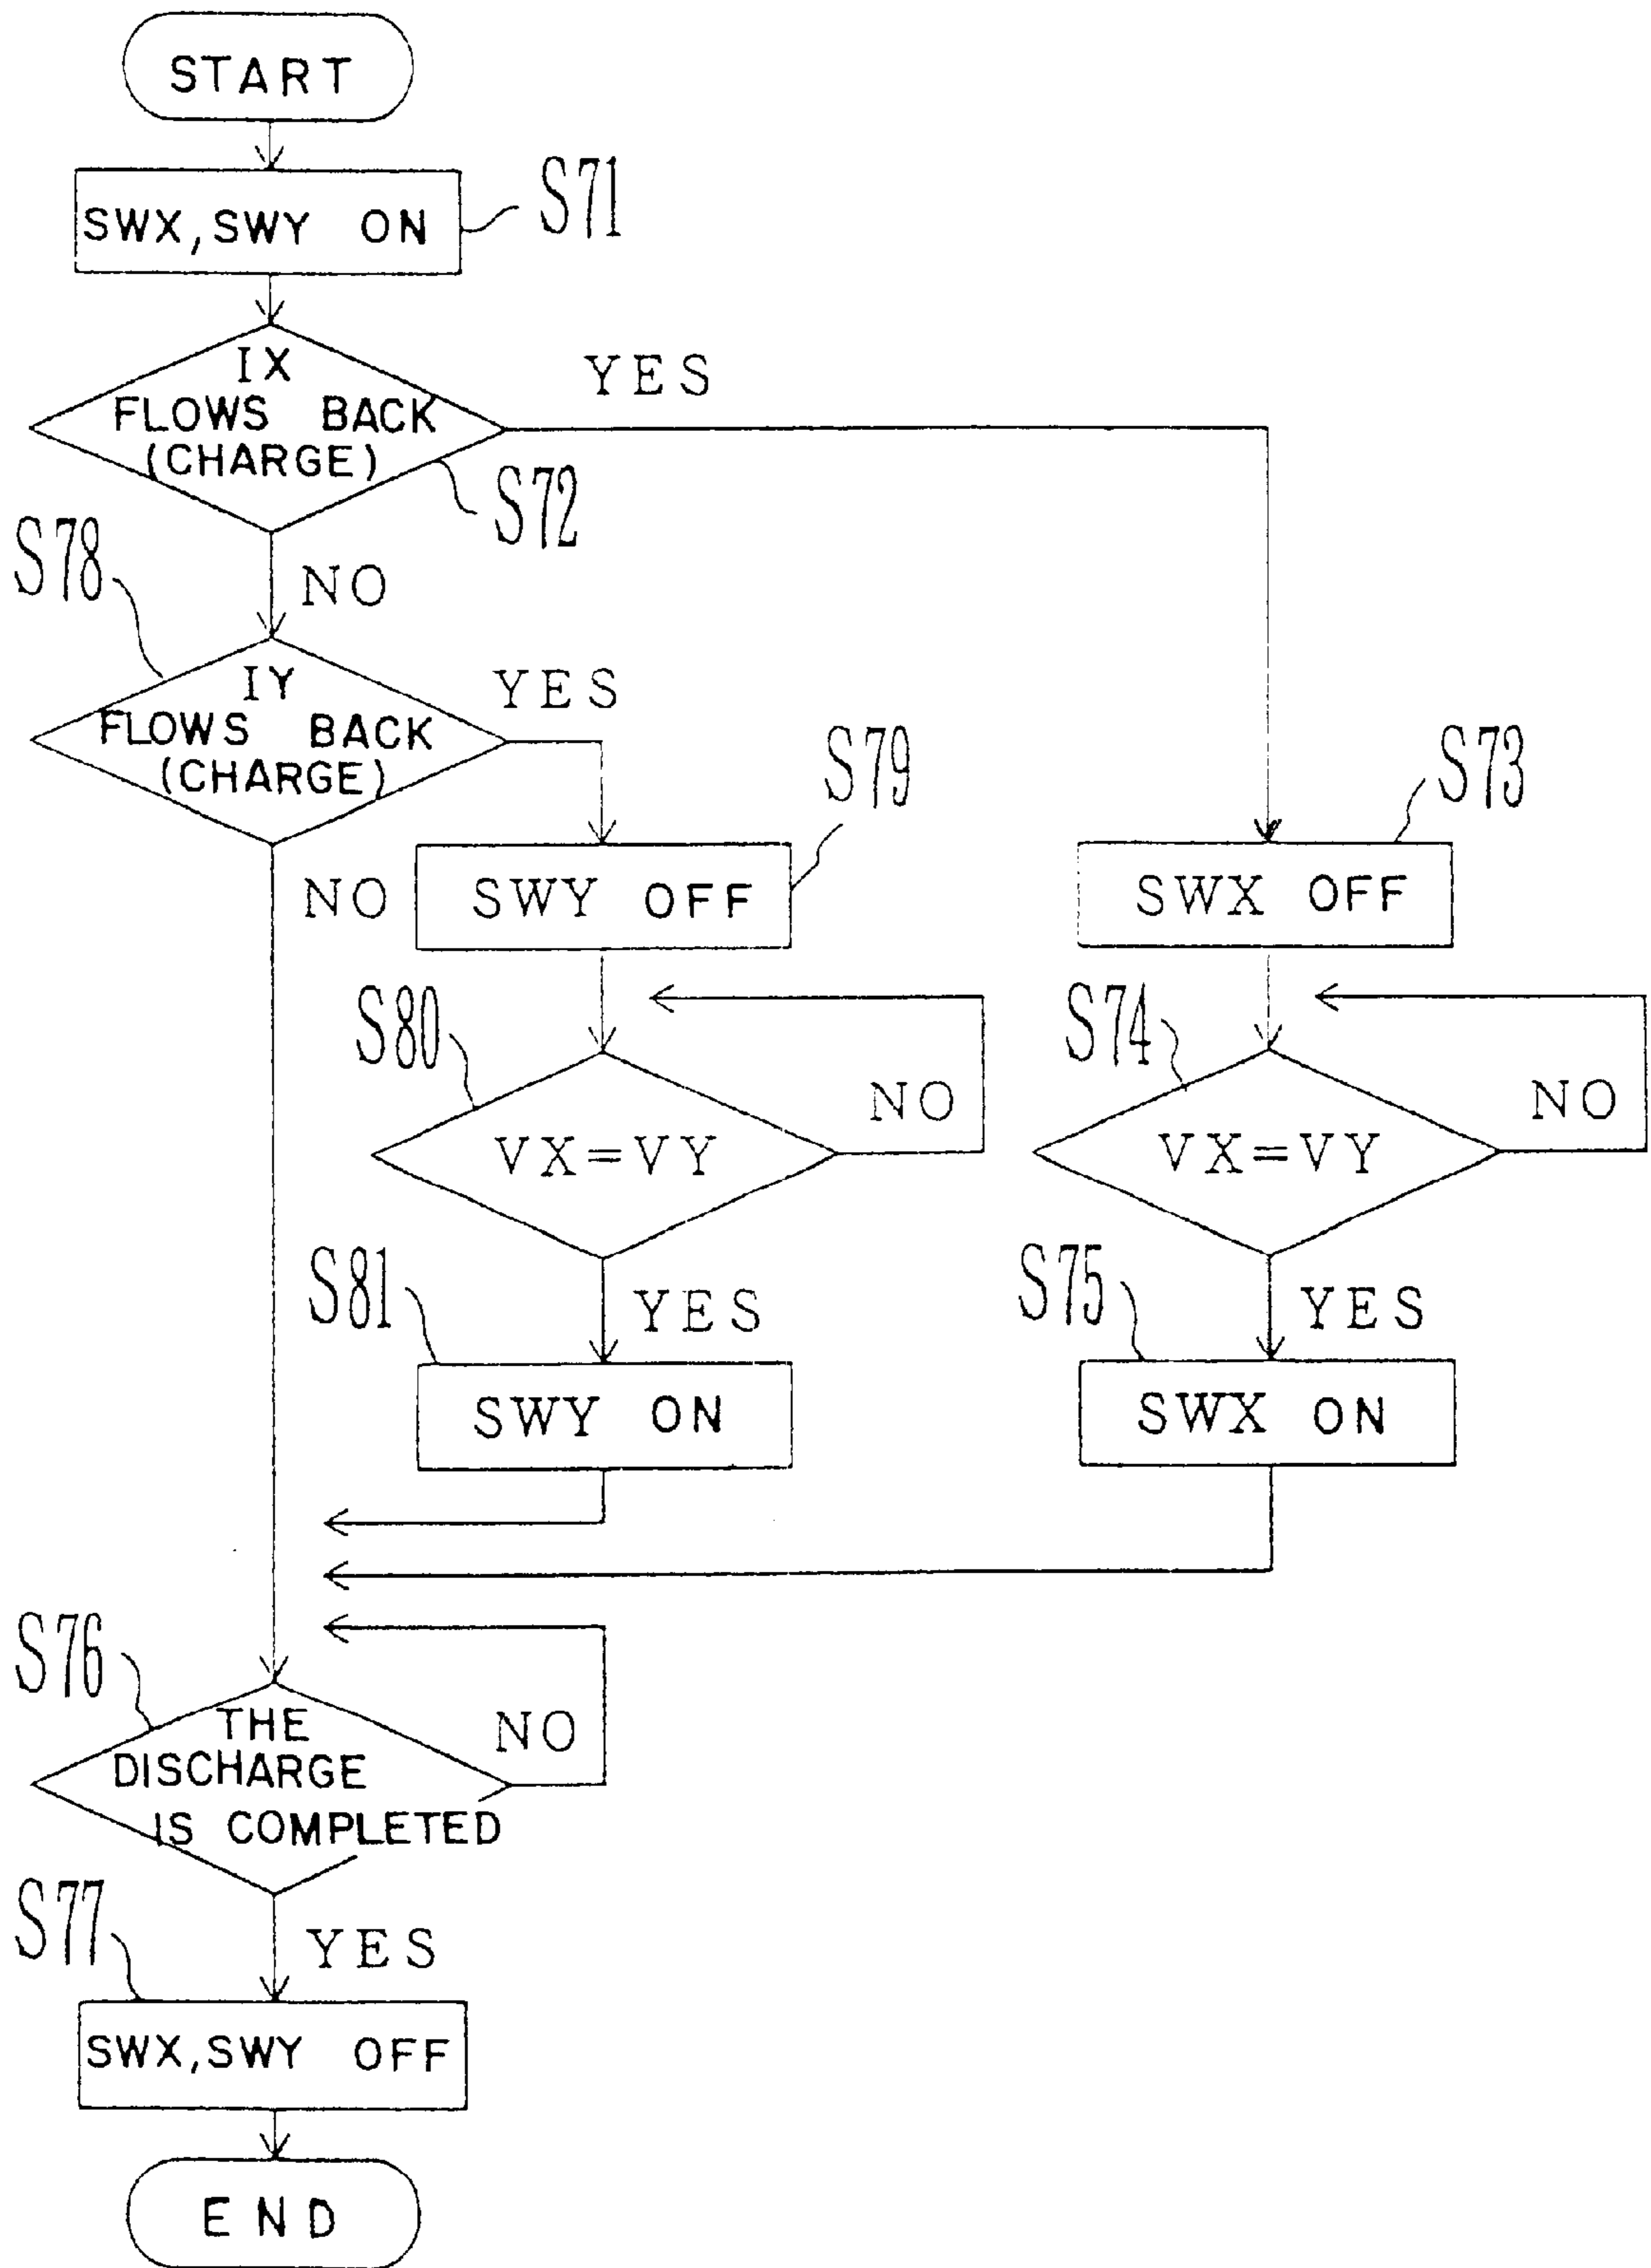 START
SWX,SWY ON
S71
IX
FLOWS BACK
(CHARGE)
YES
S72
S78
NO
IY
FLOWS BACK
(CHARGE)
YES
S79
S73
NO
SWY OFF
SWX OFF
S80
S74
VX=VY
NO
VX=VY
NO
S81
YES
S75
YES
SWY ON
SWX ON
S76
THE
DISCHARGE
IS COMPLETED
NO
S77
YES
SWX,SWY OFF
END